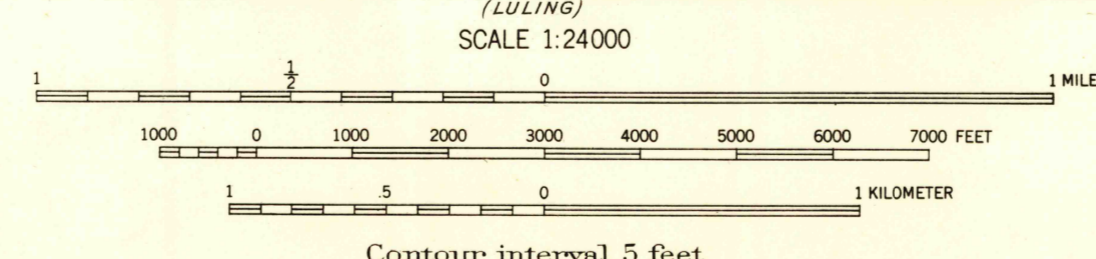 (LULING)
SCALE 1:24000
1 1/2 0 1 MILE
1000 0 1000 2000 3000 4000 5000 6000 7000 FEET
1 .5 0 1 KILOMETER
Contour interval 5 feet